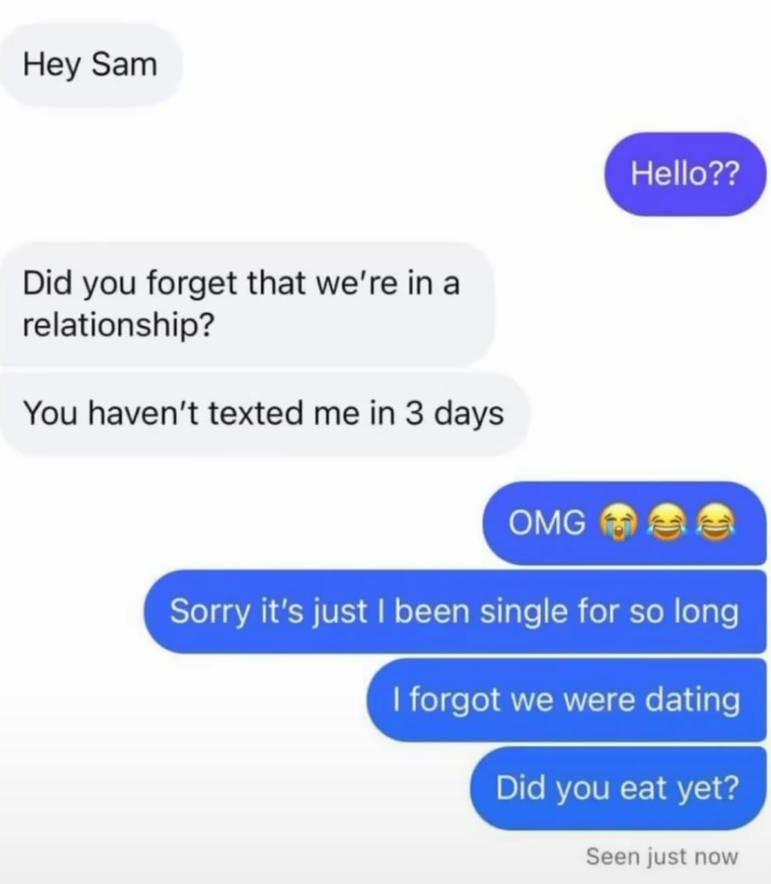 Hey Sam
Hello??
Did you forget that we're in a
relationship?
You haven't texted me in 3 days
OMG 😭😂😂
Sorry it's just I been single for so long
I forgot we were dating
Did you eat yet?
Seen just now